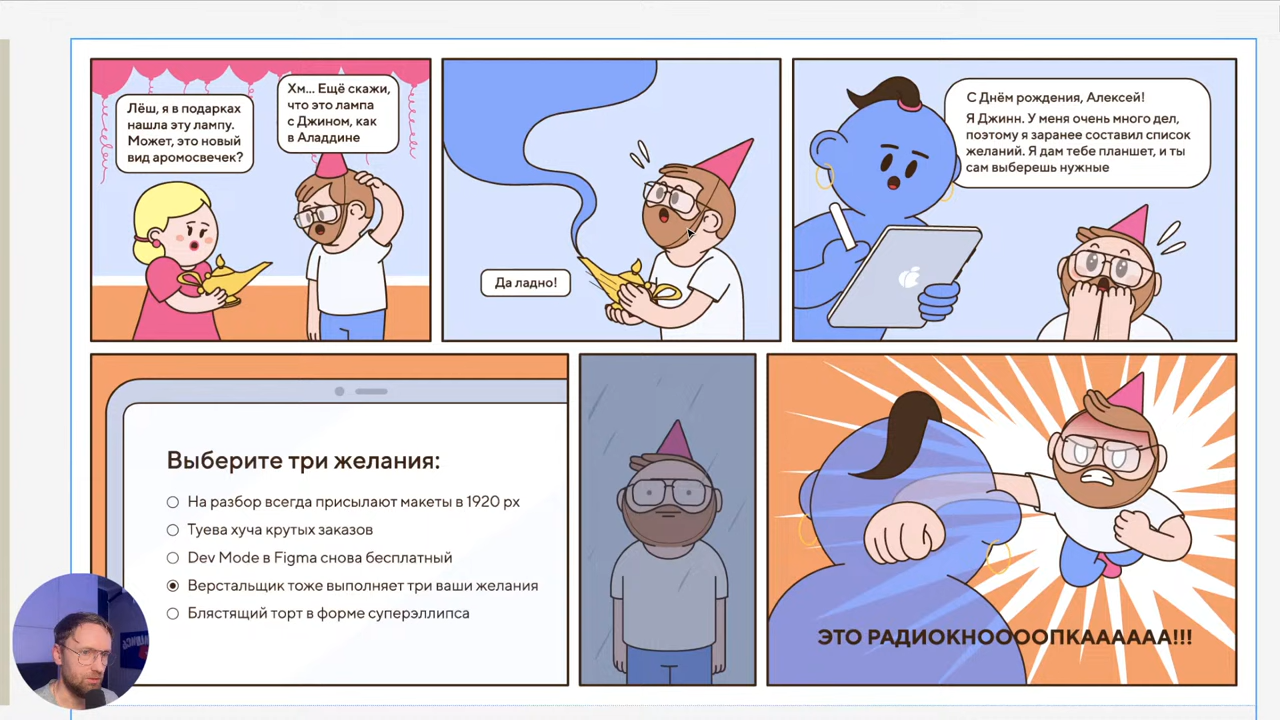 Лёш, я в подарках
нашла эту лампу.
Может, это новый
вид аромосвечек?
Хм... Ещё скажи,
что это лампа
с Джином, как
в Аладдине
Да ладно!
С Днём рождения, Алексей!
Я Джинн. У меня очень много дел,
поэтому я заранее составил список
желаний. Я дам тебе планшет, и ты
сам выберешь нужные
Выберите три желания:
На разбор всегда присылают макеты в 1920 px
Туева хуча крутых заказов
Dev Mode в Figma снова бесплатный
Верстальщик тоже выполняет три ваши желания
Блястящий торт в форме суперэллипса
ЭТО РАДИОКНОООOПКАААААА!!!